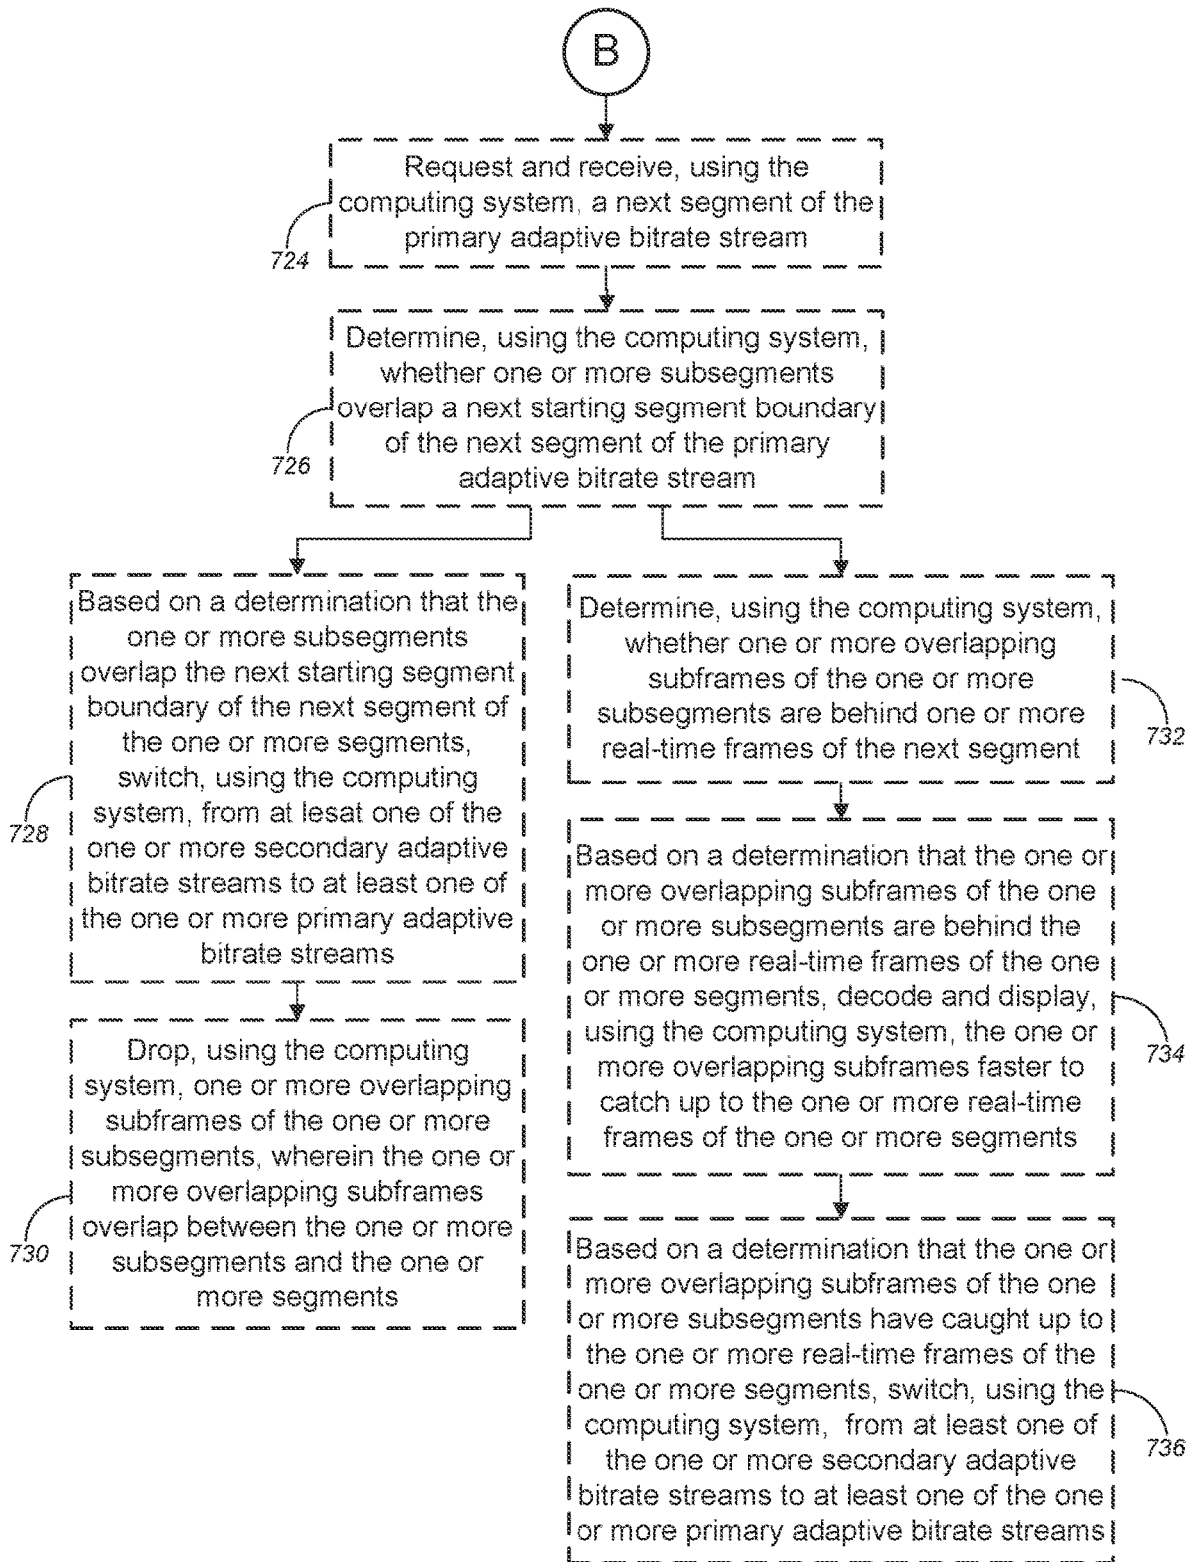 B
Request and receive, using the
computing system, a next segment of the
primary adaptive bitrate stream
724
Determine, using the computing system,
whether one or more subsegments
overlap a next starting segment boundary
of the next segment of the primary
adaptive bitrate stream
726
Based on a determination that the
one or more subsegments
overlap the next starting segment
boundary of the next segment of
the one or more segments,
switch, using the computing
system, from at lesat one of the
one or more secondary adaptive
bitrate streams to at least one of
the one or more primary adaptive
bitrate streams
728
Drop, using the computing
system, one or more overlapping
subframes of the one or more
subsegments, wherein the one or
more overlapping subframes
overlap between the one or more
subsegments and the one or
more segments
730
Determine, using the computing system,
whether one or more overlapping
subframes of the one or more
subsegments are behind one or more
real-time frames of the next segment
732
Based on a determination that the one or
more overlapping subframes of the one
or more subsegments are behind the
one or more real-time frames of the one
or more segments, decode and display,
using the computing system, the one or
more overlapping subframes faster to
catch up to the one or more real-time
frames of the one or more segments
734
Based on a determination that the one or
more overlapping subframes of the one
or more subsegments have caught up to
the one or more real-time frames of the
one or more segments, switch, using the
computing system, from at least one of
the one or more secondary adaptive
bitrate streams to at least one of the one
or more primary adaptive bitrate streams
736